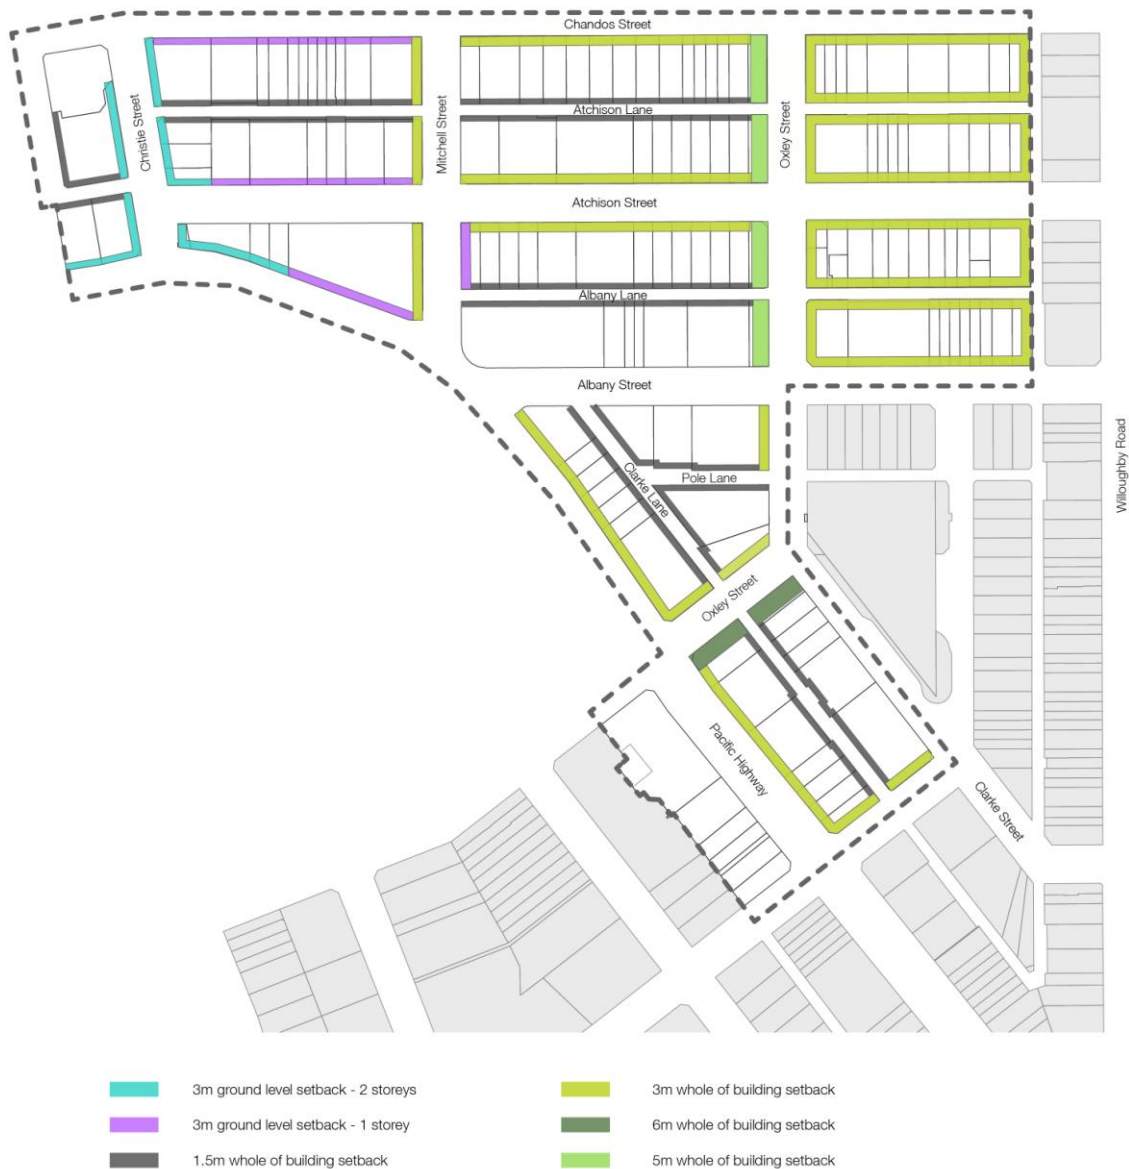 Chandos Street
Christie Street
Mitchell Street
Atchison Lane
Oxley Street
Atchison Street
Albany Lane
Albany Street
Willoughby Road
Clarke Lane
Pole Lane
Oxley Street
Pacific Highway
Clarke Street
3m ground level setback - 2 storeys
3m ground level setback - 1 storey
1.5m whole of building setback
3m whole of building setback
6m whole of building setback
5m whole of building setback